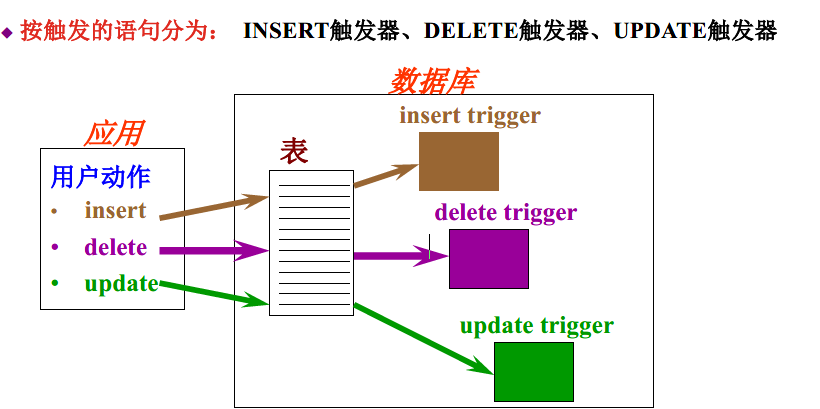 ◆ 按触发的语句分为： INSERT触发器、DELETE触发器、UPDATE触发器
数据库
应用
insert trigger
表
用户动作
• insert
delete trigger
• delete
• update
update trigger